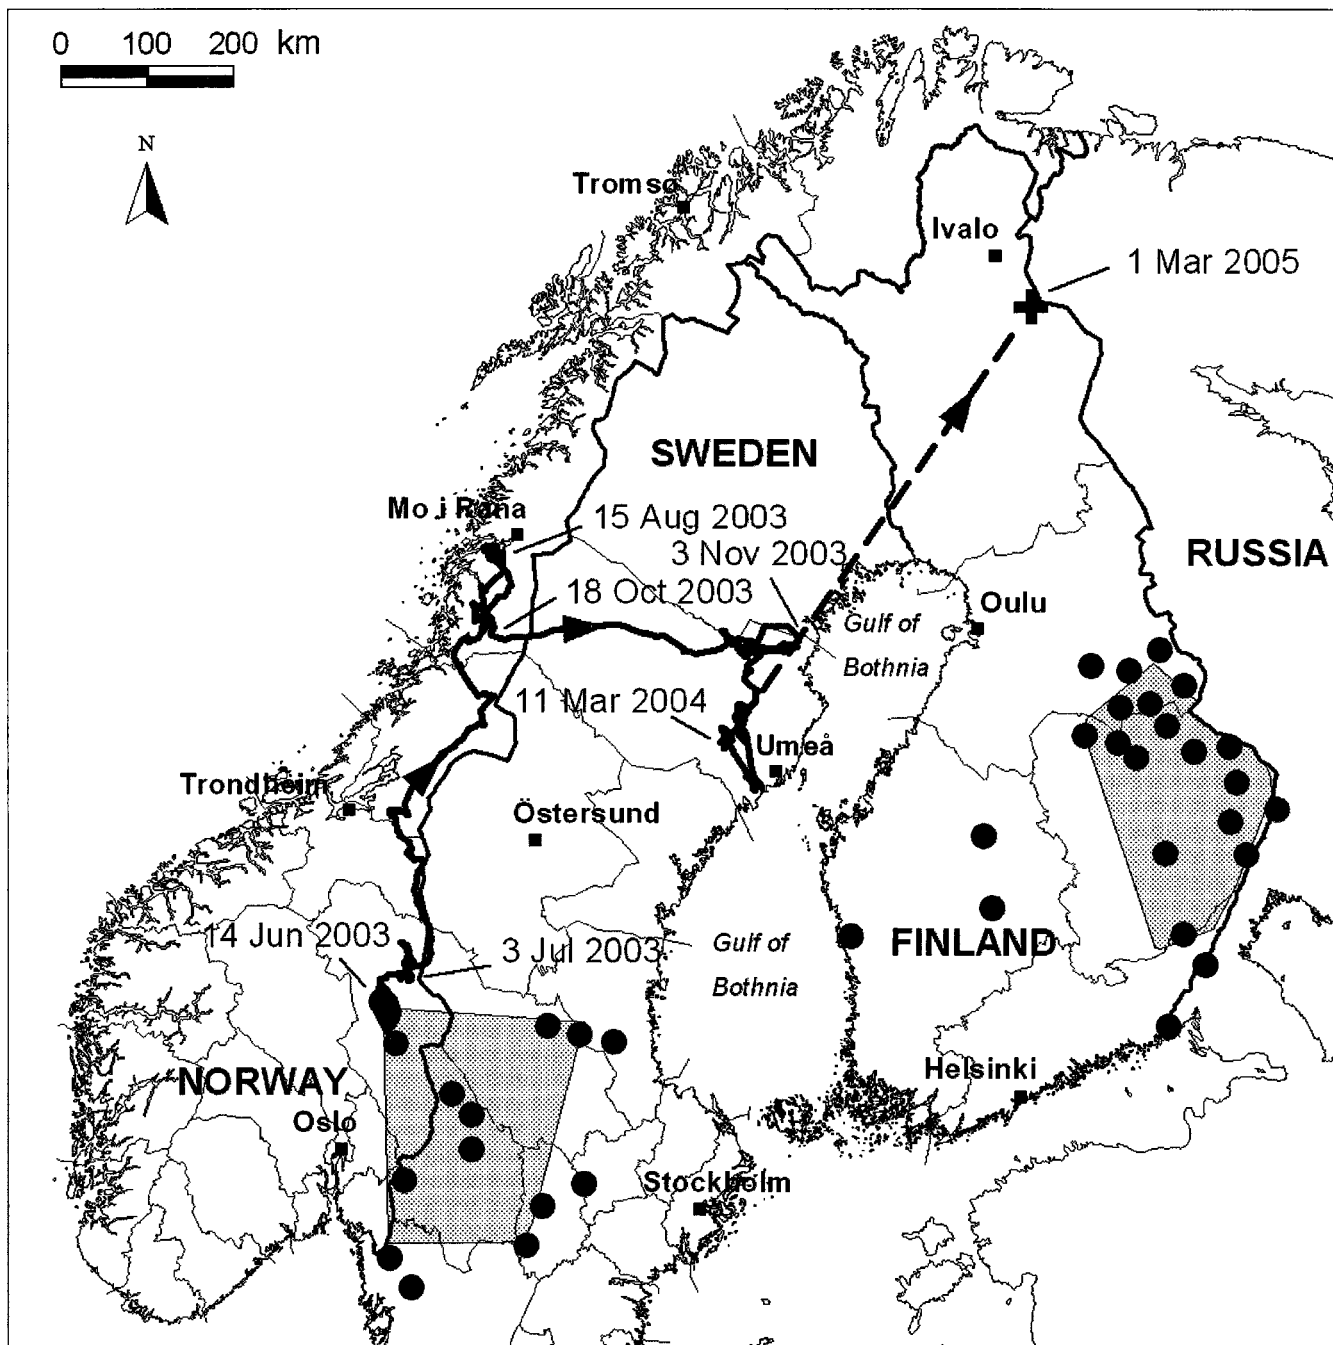 0 100 200 km
N
Tromsø
Ivalo
1 Mar 2005
SWEDEN
Mo i Rana
15 Aug 2003
3 Nov 2003
RUSSIA
18 Oct 2003
Oulu
Gulf of
Bothnia
11 Mar 2004
Umeå
Trondheim
Östersund
14 Jun 2003
3 Jul 2003
Gulf of
Bothnia
FINLAND
NORWAY
Oslo
Helsinki
Stockholm